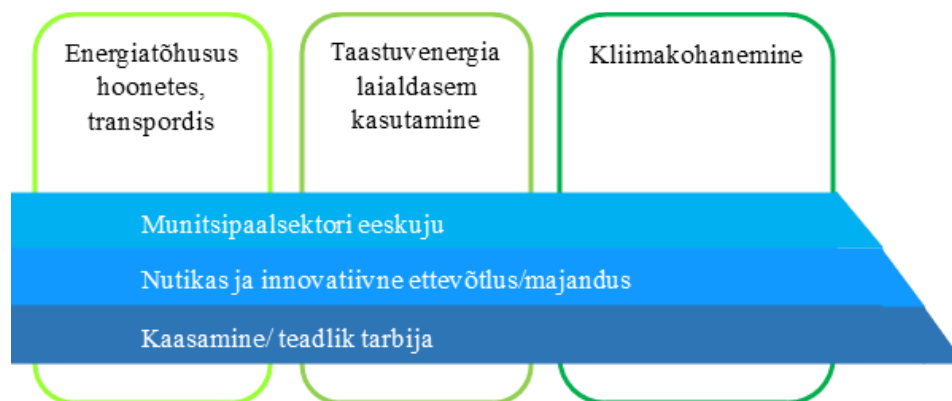 Energiatõhusus
hoonetes,
transpordis
Taastuvenergia
laialdasem
kasutamine
Kliimakohanemine
Munitsipaalsektori eeskuju
Nutikas ja innovatiivne ettevõtlus/majandus
Kaasamine/ teadlik tarbija